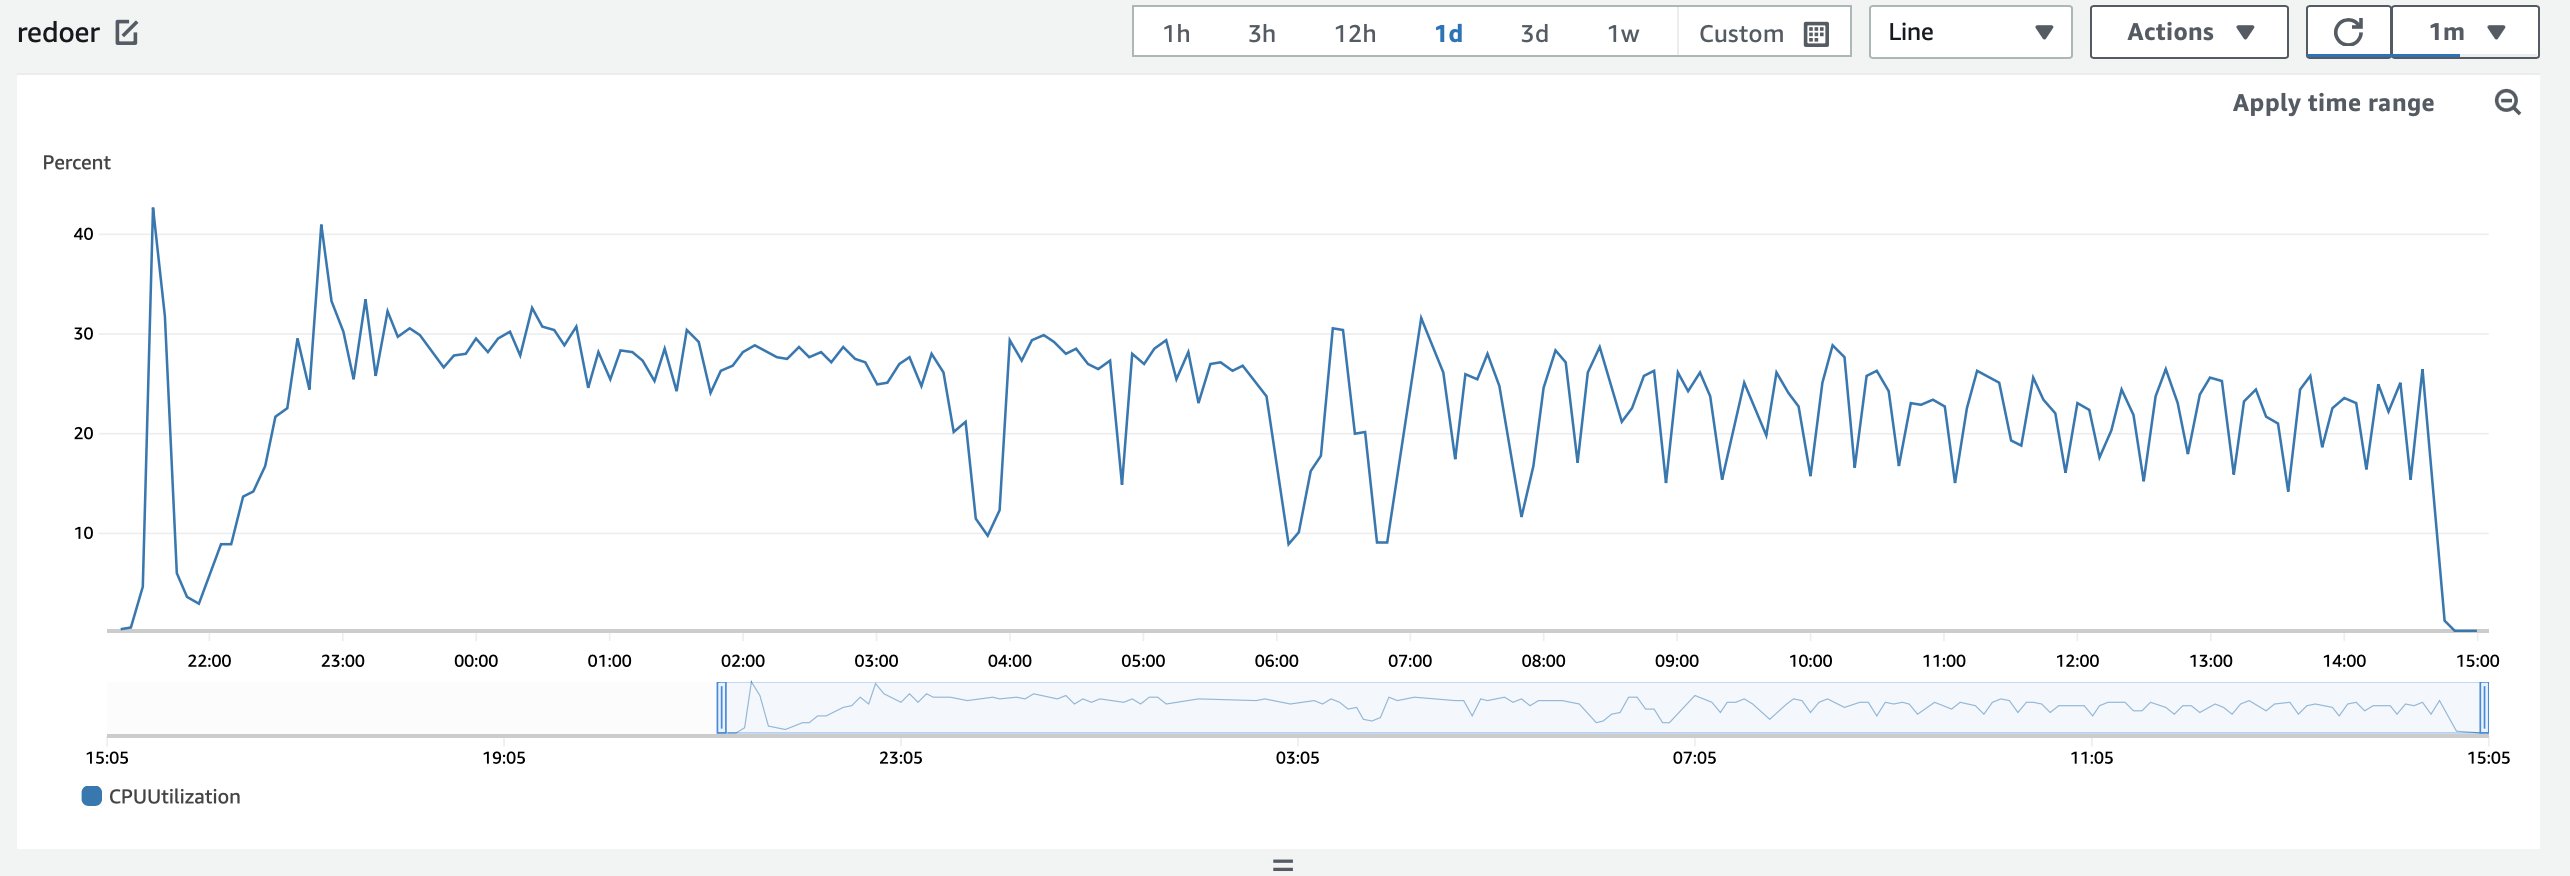 redoer
1h 3h 12h 1d 3d 1w Custom Line Actions 1m
Apply time range
Percent
40
30
20
10
22:00 23:00 00:00 01:00 02:00 03:00 04:00 05:00 06:00 07:00 08:00 09:00 10:00 11:00 12:00 13:00 14:00 15:00
15:05 19:05 23:05 03:05 07:05 11:05 15:05
CPUUtilization